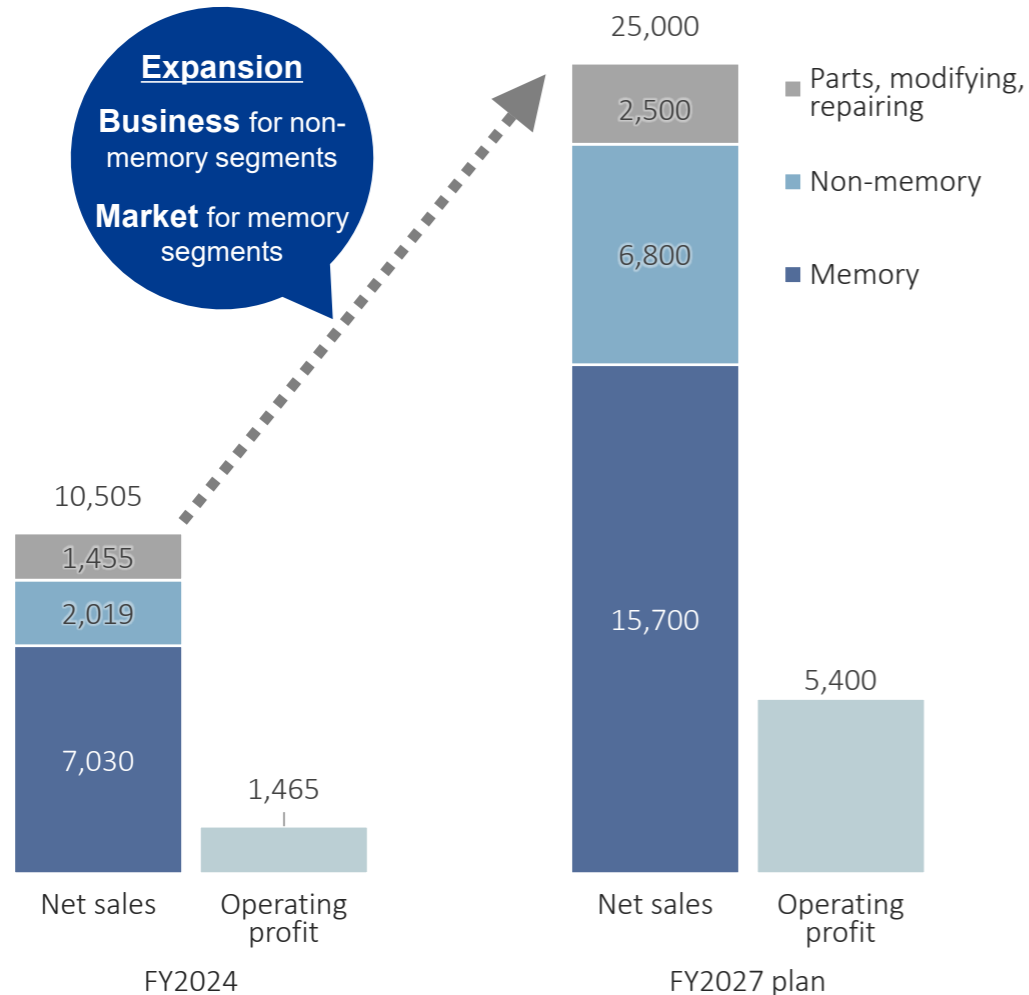 Expansion
Business for non-
memory segments
Market for memory
segments
25,000
2,500
6,800
15,700
5,400
Parts, modifying,
repairing
Non-memory
Memory
10,505
1,455
2,019
7,030
1,465
Net sales
Operating
profit
Net sales
Operating
profit
FY2024
FY2027 plan